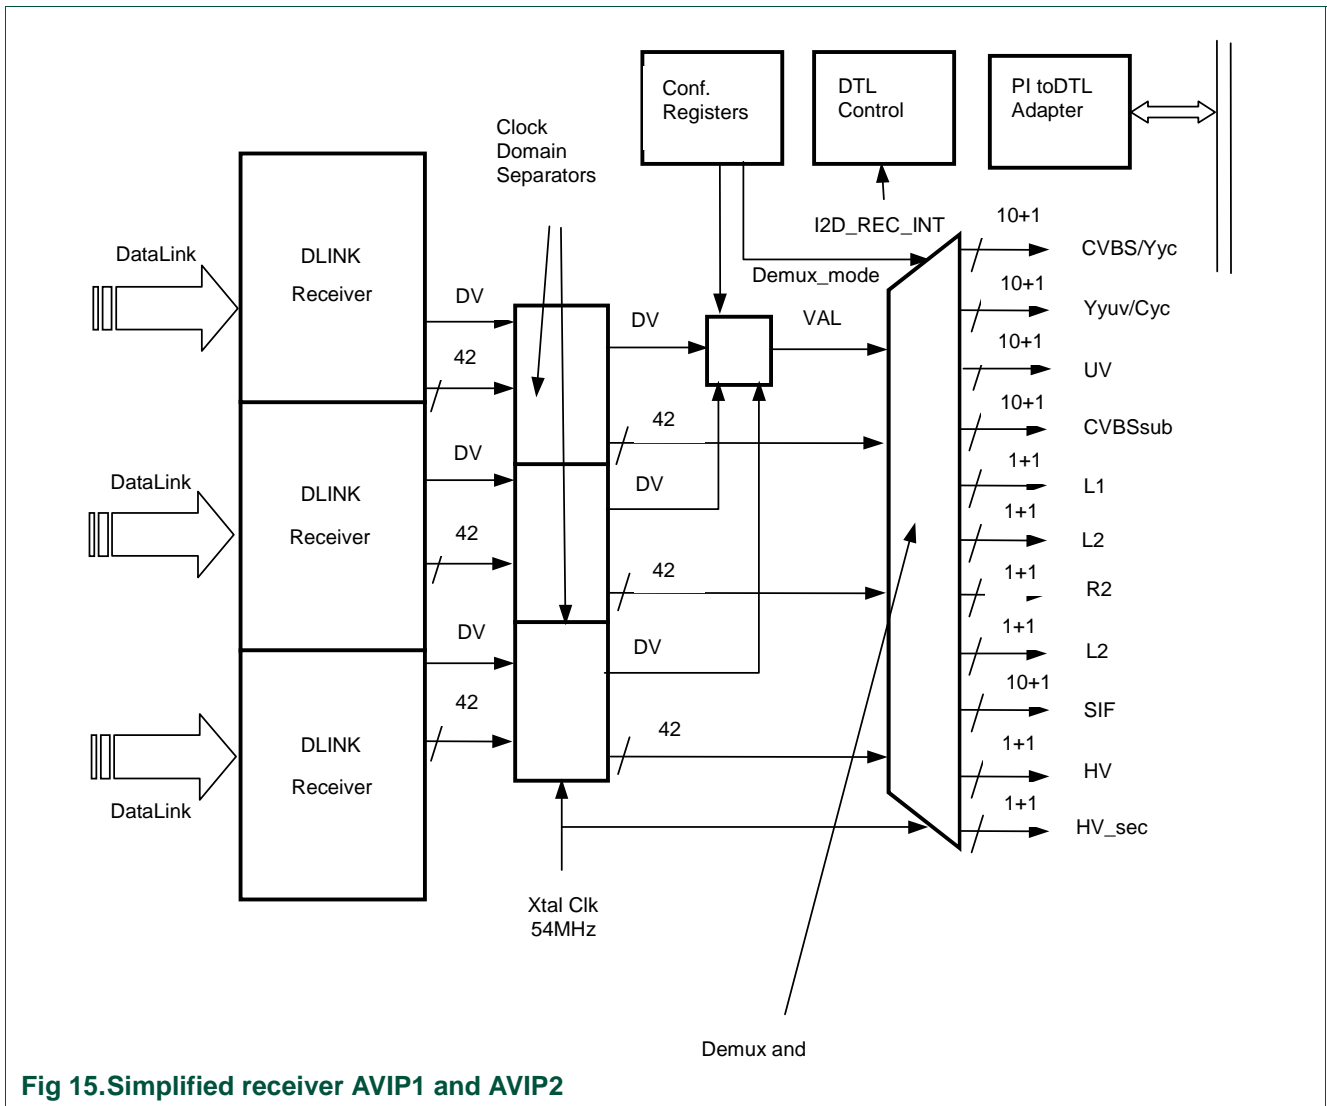 Conf.
Registers
DTL
Control
PI toDTL
Adapter
Clock
Domain
Separators
DataLink
DLINK
Receiver
DV
42
DataLink
DLINK
Receiver
DV
42
DLINK
Receiver
DV
42
DataLink
DV
42
DV
42
DV
42
VAL
I2D_REC_INT
Demux_mode
10+1
CVBS/Yyc
10+1
Yyuv/Cyc
10+1
UV
10+1
CVBSsub
1+1
L1
1+1
L2
1+1
R2
1+1
L2
10+1
SIF
1+1
HV
1+1
HV_sec
Xtal Clk
54MHz
Demux and
Fig 15.Simplified receiver AVIP1 and AVIP2